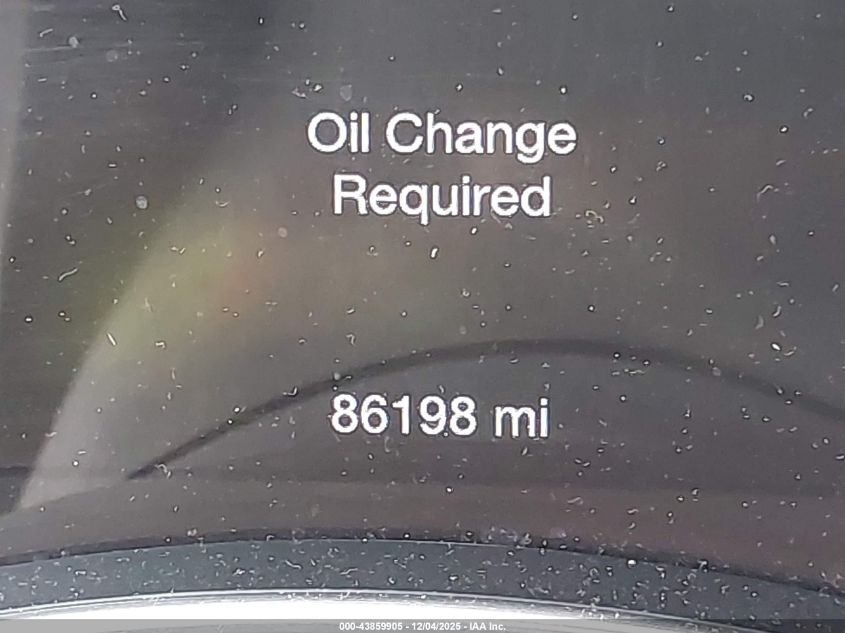 Oil Change
Required
86198 mi
000-43859905 - 12/04/2025 - IAA Inc.